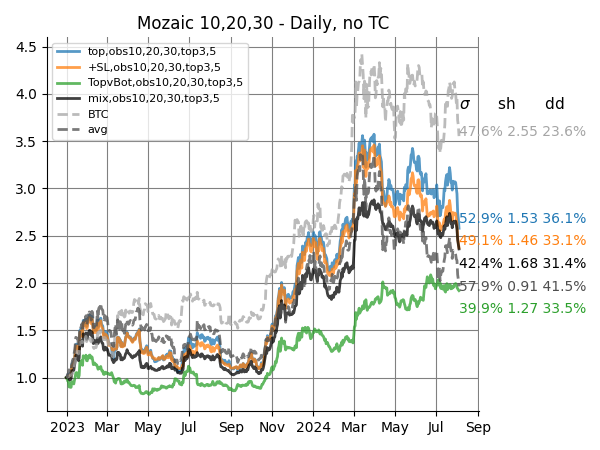 Mozaic 10,20,30 - Daily, no TC
4.5
4.0
3.5
3.0
2.5
2.0
1.5
1.0
top,obs10,20,30,top3,5
+SL,obs10,20,30,top3,5
TopvBot,obs10,20,30,top3,5
mix,obs10,20,30,top3,5
BTC
avg
σ sh dd
47.6% 2.55 23.6%
52.9% 1.53 36.1%
49.1% 1.46 33.1%
42.4% 1.68 31.4%
57.9% 0.91 41.5%
39.9% 1.27 33.5%
2023 Mar May Jul Sep Nov 2024 Mar May Jul Sep